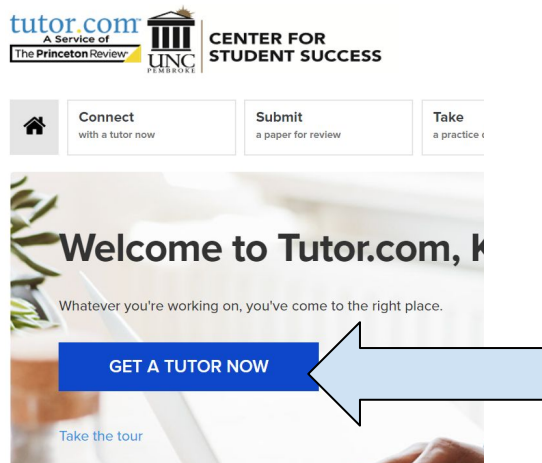 tutor.com
A Service of
The Princeton Review
UNC
PEMBROKE
CENTER FOR
STUDENT SUCCESS
Connect
with a tutor now
Submit
a paper for review
Take
a practice
Welcome to Tutor.com, K
Whatever you're working on, you've come to the right place.
GET A TUTOR NOW
Take the tour